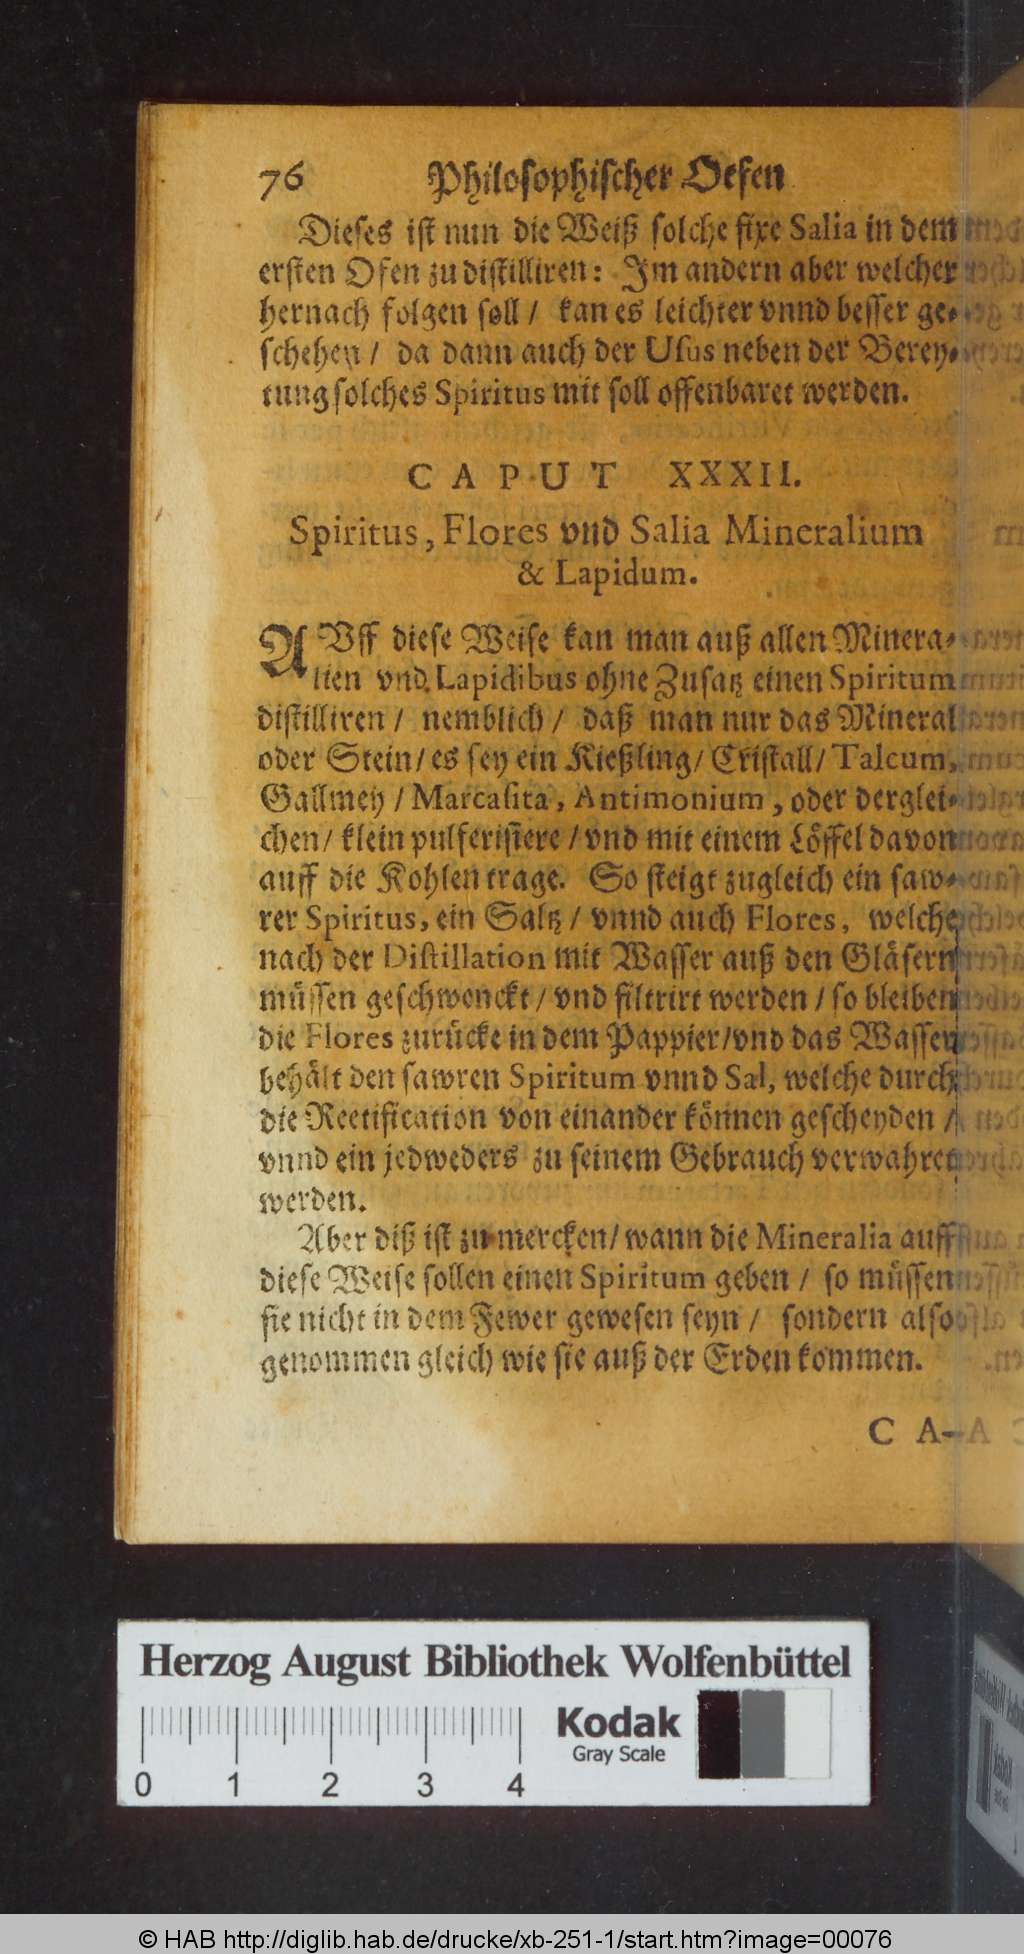 76 Philosophischer Oefen
Dieses ist nun die Weiß solche fixe Salia in dem
ersten Ofen zu distilliren: Im andern aber welcher
hernach folgen soll / kan es leichter vnnd besser ge-
schehen / da dann auch der Usus neben der Berey-
tung solches Spiritus mit soll offenbaret werden.
CAPUT XXXII.
Spiritus, Flores vnd Salia Mineralium
& Lapidum.
AVff diese Weise kan man auß allen Minera-
lien vnd Lapidibus ohne Zusatz einen Spiritum
distilliren / nemblich / daß man nur das Mineral
oder Stein / es sey ein Kießling / Cristall / Talcum,
Gallmey / Marcasita, Antimonium, oder derglei-
chen / klein pulferisiere / vnd mit einem Löffel davon
auff die Kohlen trage. So steigt zugleich ein saw-
rer Spiritus, ein Saltz / vnnd auch Flores, welche
nach der Distillation mit Wasser auß den Gläsern
müssen geschwenckt / vnd filtrirt werden / so bleiben
die Flores zurücke in dem Pappier / vnd das Wasser
behält den sawren Spiritum vnnd Sal, welche durch
die Reetification von einander können gescheyden /
vnnd ein jedweders zu seinem Gebrauch verwahret
werden.
Aber diß ist zu mercken / wann die Mineralia auff
diese Weise sollen einen Spiritum geben / so müssen
sie nicht in dem Fewer gewesen seyn / sondern also
genommen gleich wie sie auß der Erden kommen.
CA-
Herzog August Bibliothek Wolfenbüttel
Kodak
Gray Scale
0 1 2 3 4
© HAB http://diglib.hab.de/drucke/xb-251-1/start.htm?image=00076